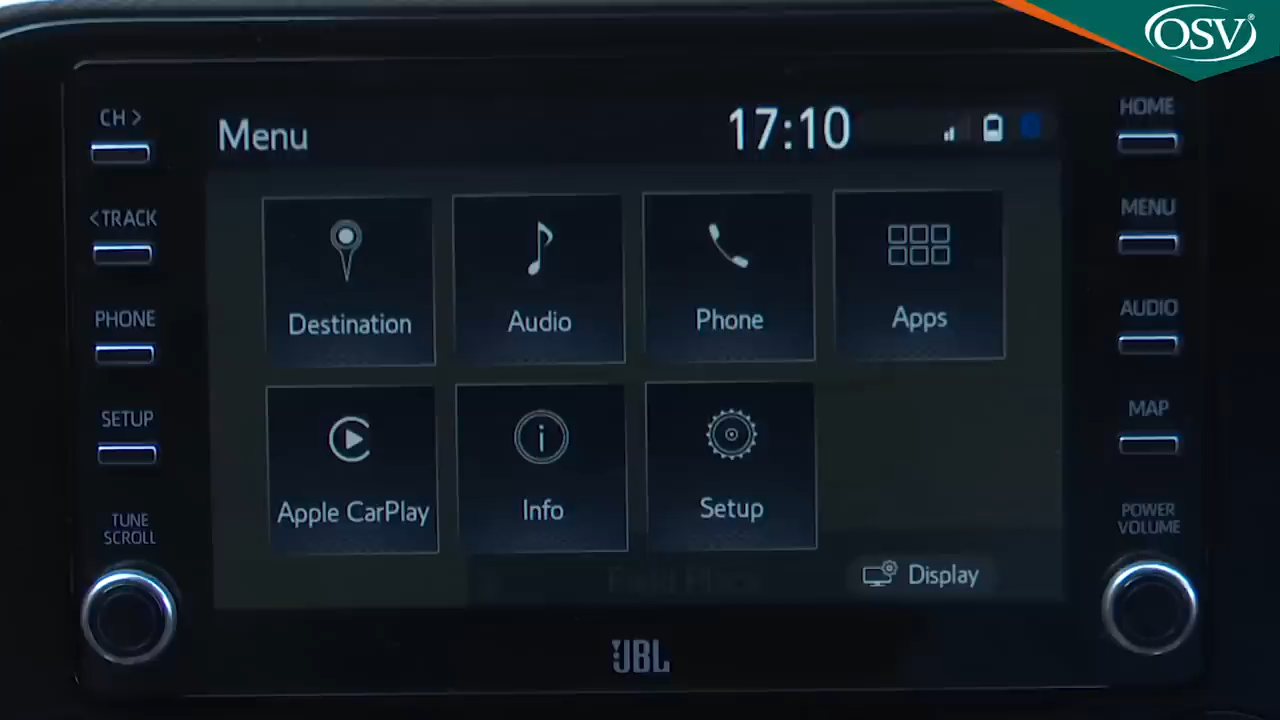 OSV®
CH >
Menu
17:10
HOME
<TRACK
MENU
Destination
Audio
Phone
Apps
PHONE
AUDIO
SETUP
MAP
Apple CarPlay
Info
Setup
TUNE
SCROLL
POWER
VOLUME
Display
JBL